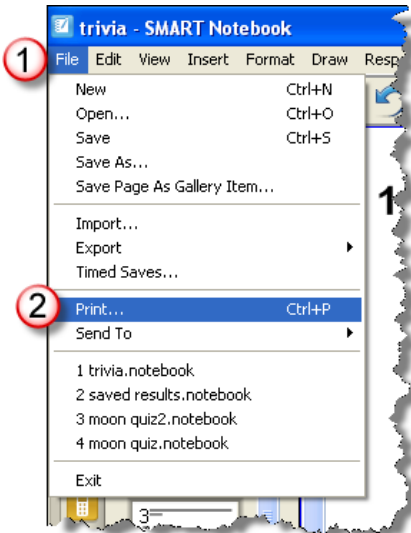 trivia - SMART Notebook
1 File Edit View Insert Format Draw Resp
New Ctrl+N
Open... Ctrl+O
Save Ctrl+S
Save As...
Save Page As Gallery Item...
1
Import...
Export
Timed Saves...
2 Print... Ctrl+P
Send To
1 trivia.notebook
2 saved results.notebook
3 moon quiz2.notebook
4 moon quiz.notebook
Exit
3